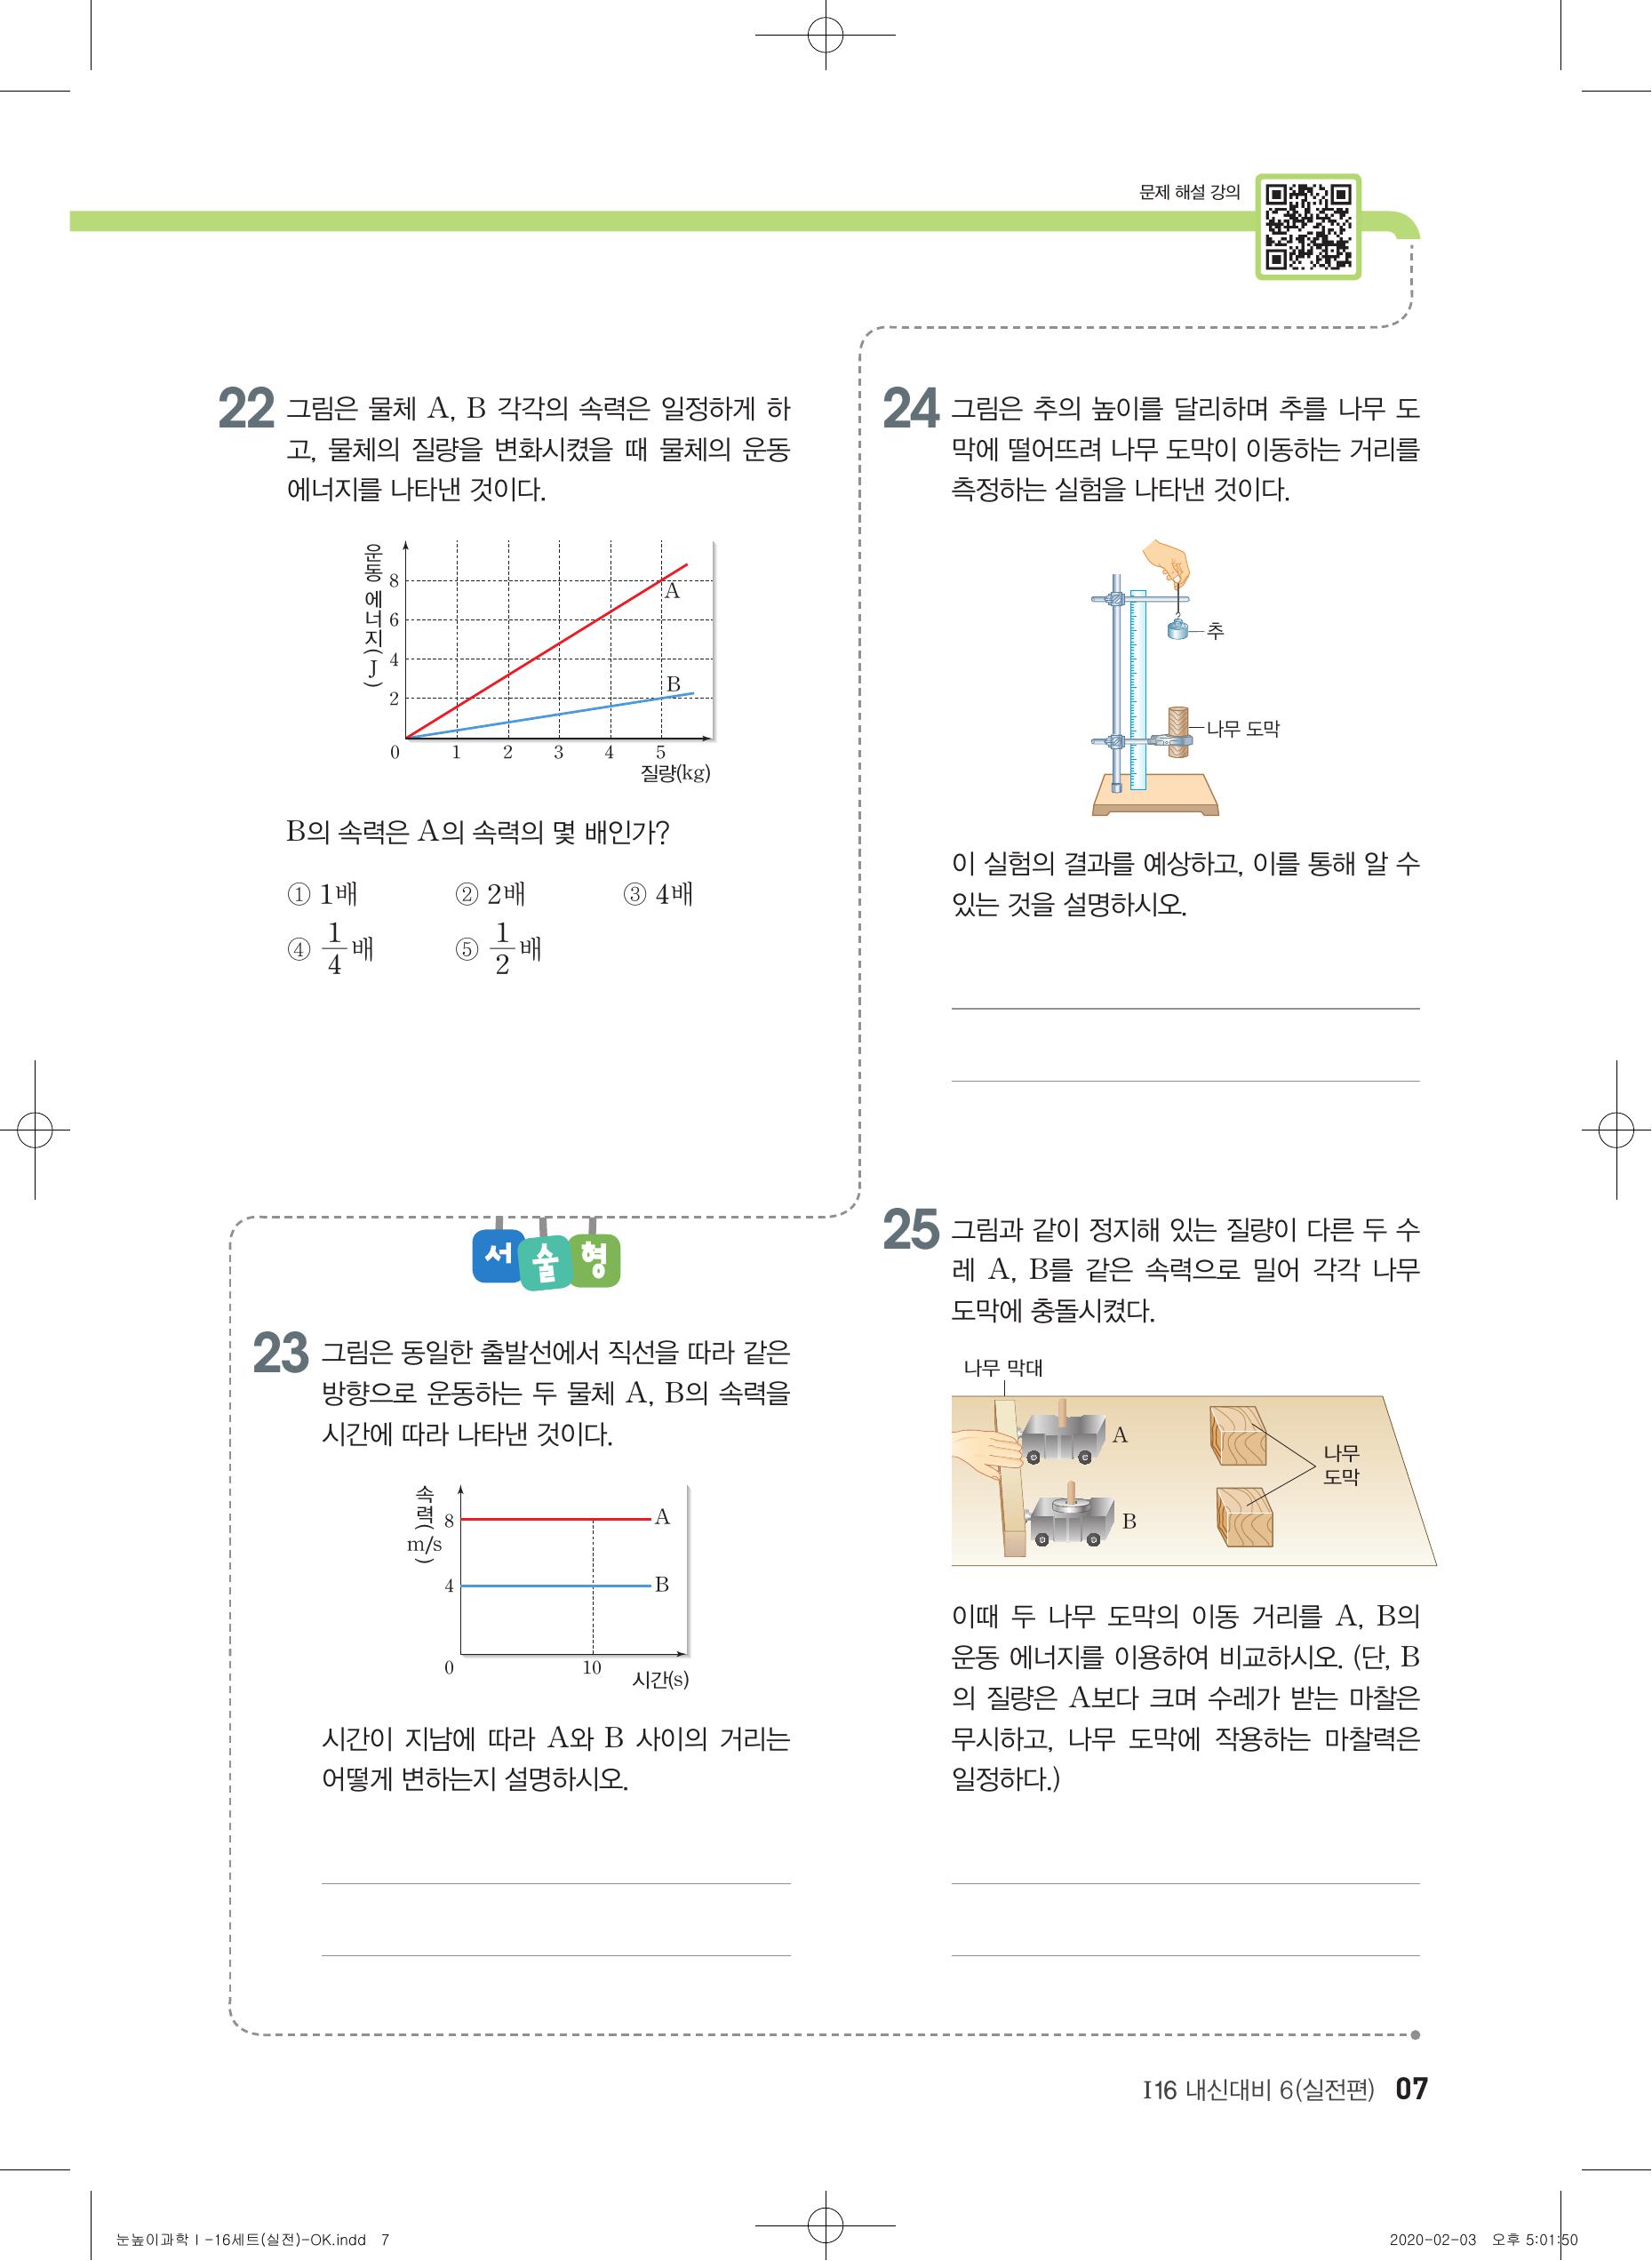 문제 해설 강의
22 그림은 물체 A, B 각각의 속력은 일정하게 하
고, 물체의 질량을 변화시켰을 때 물체의 운동
에너지를 나타낸 것이다.
운동 에너지(J)
8
6
4
2
A
B
0 1 2 3 4 5
질량(kg)
B의 속력은 A의 속력의 몇 배인가?
① 1배 ② 2배 ③ 4배
④ 1/4배 ⑤ 1/2배
서술형
23 그림은 동일한 출발선에서 직선을 따라 같은
방향으로 운동하는 두 물체 A, B의 속력을
시간에 따라 나타낸 것이다.
속력(m/s)
8 A
4 B
0 10
시간(s)
시간이 지남에 따라 A와 B 사이의 거리는
어떻게 변하는지 설명하시오.
24 그림은 추의 높이를 달리하며 추를 나무 도
막에 떨어뜨려 나무 도막이 이동하는 거리를
측정하는 실험을 나타낸 것이다.
추
나무 도막
이 실험의 결과를 예상하고, 이를 통해 알 수
있는 것을 설명하시오.
25 그림과 같이 정지해 있는 질량이 다른 두 수
레 A, B를 같은 속력으로 밀어 각각 나무
도막에 충돌시켰다.
나무 막대
A
B
나무
도막
이때 두 나무 도막의 이동 거리를 A, B의
운동 에너지를 이용하여 비교하시오. (단, B
의 질량은 A보다 크며 수레가 받는 마찰은
무시하고, 나무 도막에 작용하는 마찰력은
일정하다.)
I16 내신대비 6(실전편) 07
눈높이과학 I-16세트(실전)-OK.indd 7
2020-02-03 오후 5:01:50